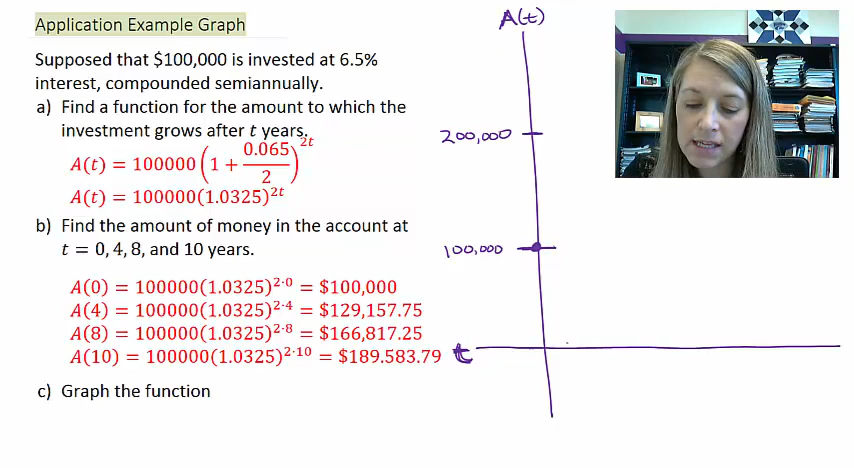 Application Example Graph
Supposed that $100,000 is invested at 6.5%
interest, compounded semiannually.
a) Find a function for the amount to which the
investment grows after t years.
A(t) = 100000(1 + 0.065/2)^2t
A(t) = 100000(1.0325)^2t
b) Find the amount of money in the account at
t = 0, 4, 8, and 10 years.
A(0) = 100000(1.0325)^2·0 = $100,000
A(4) = 100000(1.0325)^2·4 = $129,157.75
A(8) = 100000(1.0325)^2·8 = $166,817.25
A(10) = 100000(1.0325)^2·10 = $189.583.79
c) Graph the function
A(t)
200,000
100,000
t